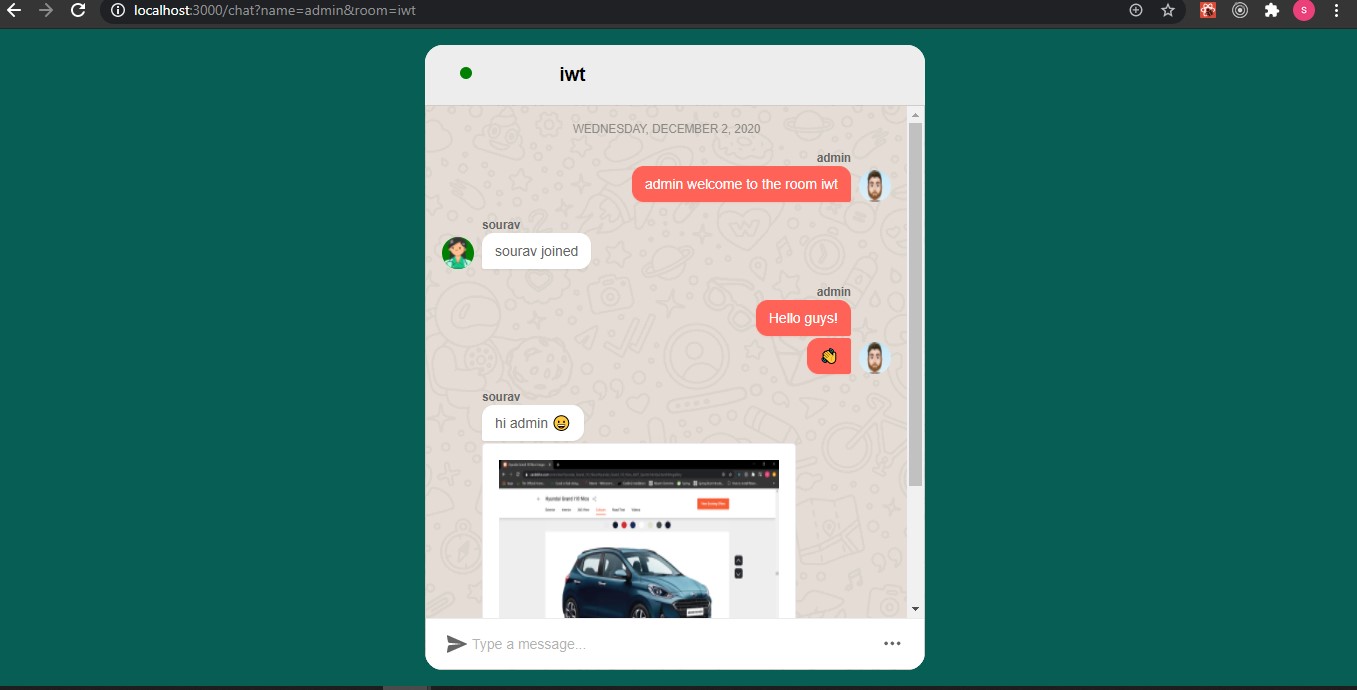 localhost:3000/chat?name=admin&room=iwt
S
iwt
WEDNESDAY, DECEMBER 2, 2020
admin
admin welcome to the room iwt
sourav
sourav joined
admin
Hello guys!
👏
sourav
hi admin 😀
Hyundai Grand i10 Nios
Type a message...